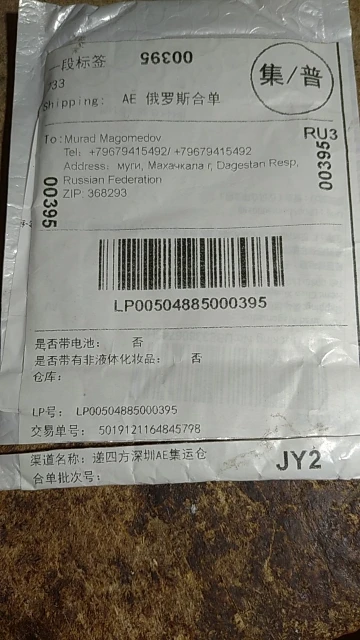 一段标签
00395
集/普
733
Shipping: AE 俄罗斯合单
RU3
To: Murad Magomedov
Tel: +79679415492/ +79679415492
Address: муги, Махачкала г, Dagestan Resp,
Russian Federation
ZIP: 368293
00395
00395
LP00504885000395
是否带电池: 否
是否带有非液体化妆品: 否
仓库:
LP号: LP00504885000395
交易单号: 5019121164845798
渠道名称: 递四方深圳AE集运仓
JY2
合单批次号: